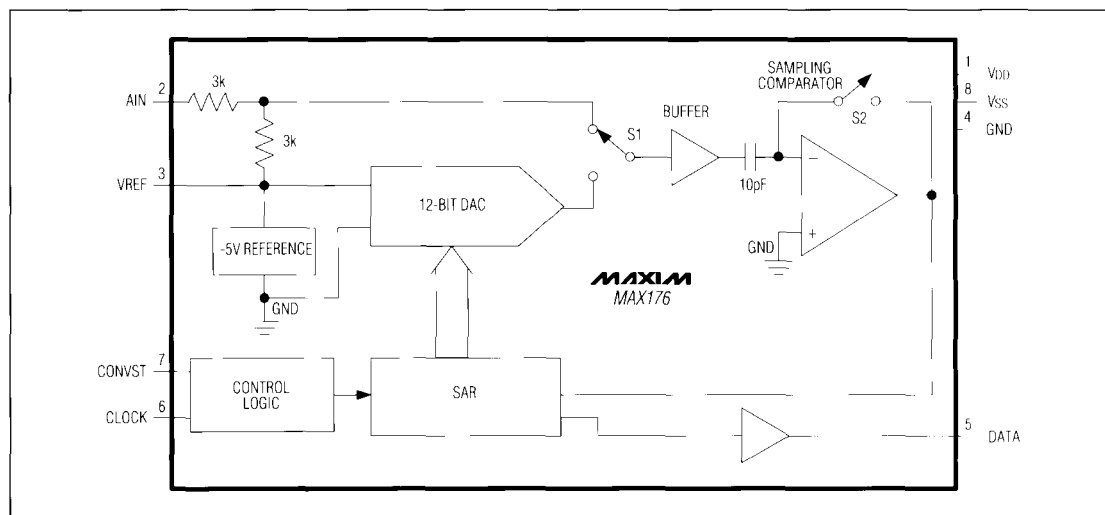 3k
AIN 2
3k
VREF 3
12-BIT DAC
-5V REFERENCE
GND
S1
BUFFER
10pF
SAMPLING
COMPARATOR
S2
−
+
GND
1 VDD
8 VSS
4 GND
MAXIM
MAX176
CONVST 7
CLOCK 6
CONTROL
LOGIC
SAR
5 DATA